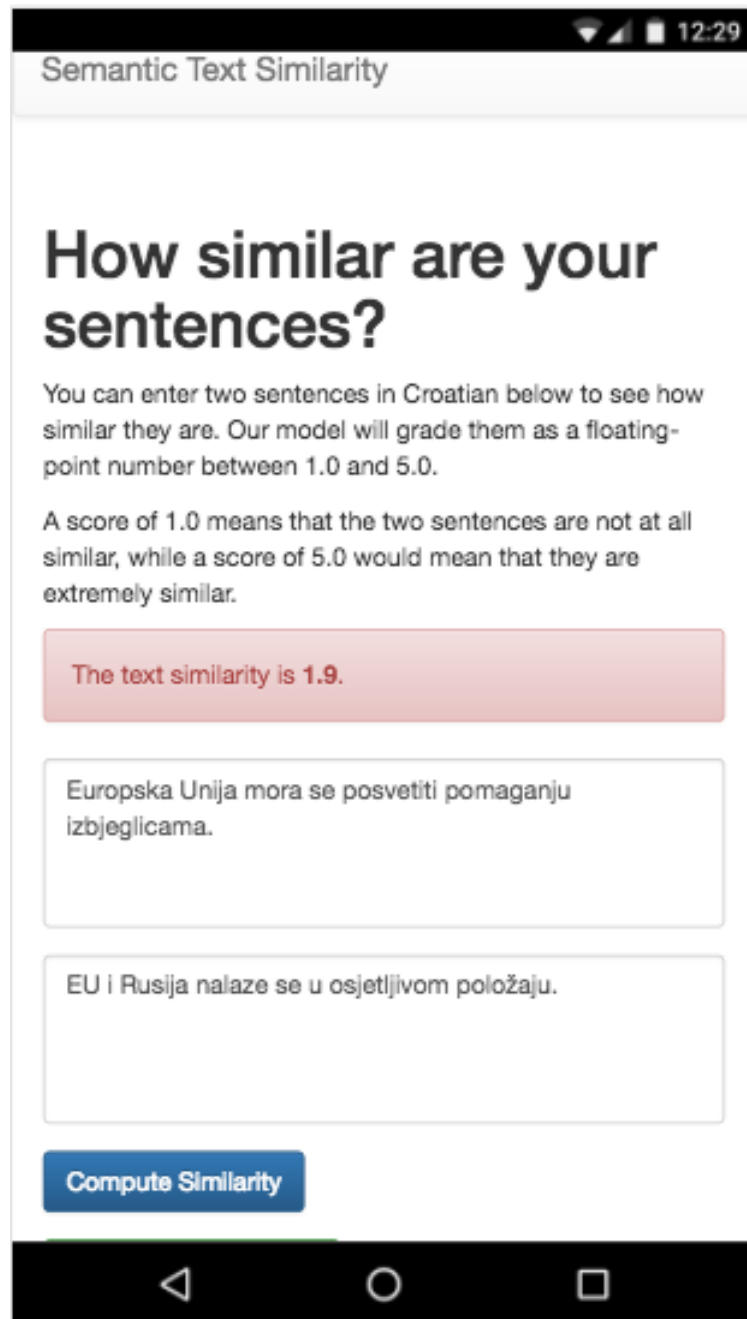 12:29
Semantic Text Similarity
How similar are your
sentences?
You can enter two sentences in Croatian below to see how
similar they are. Our model will grade them as a floating-
point number between 1.0 and 5.0.
A score of 1.0 means that the two sentences are not at all
similar, while a score of 5.0 would mean that they are
extremely similar.
The text similarity is 1.9.
Europska Unija mora se posvetiti pomaganju
izbjeglicama.
EU i Rusija nalaze se u osjetljivom položaju.
Compute Similarity